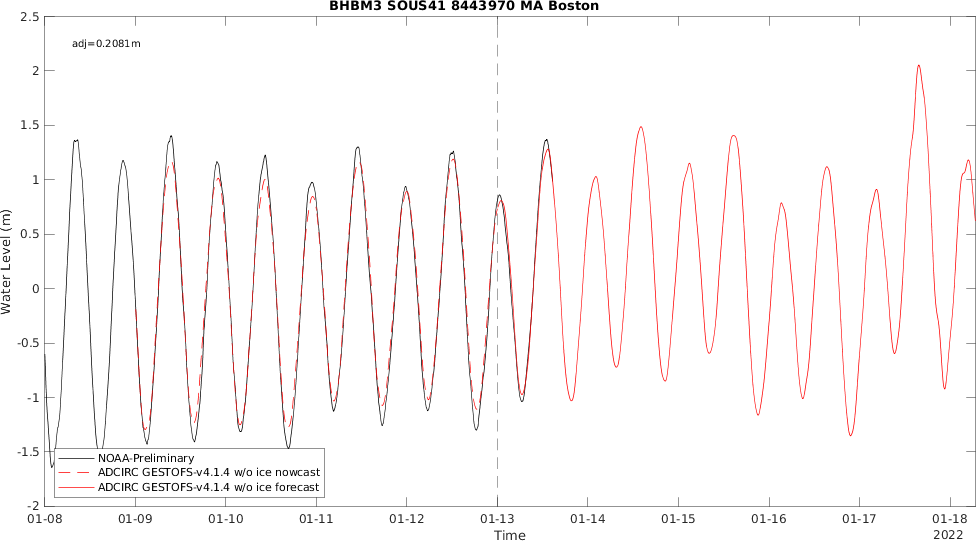 BHBM3 SOUS41 8443970 MA Boston
adj=0.2081m
2.5
2
1.5
1
0.5
0
-0.5
-1
-1.5
-2
Water Level (m)
NOAA-Preliminary
ADCIRC GESTOFS-v4.1.4 w/o ice nowcast
ADCIRC GESTOFS-v4.1.4 w/o ice forecast
01-08 01-09 01-10 01-11 01-12 01-13 01-14 01-15 01-16 01-17 01-18
Time
2022